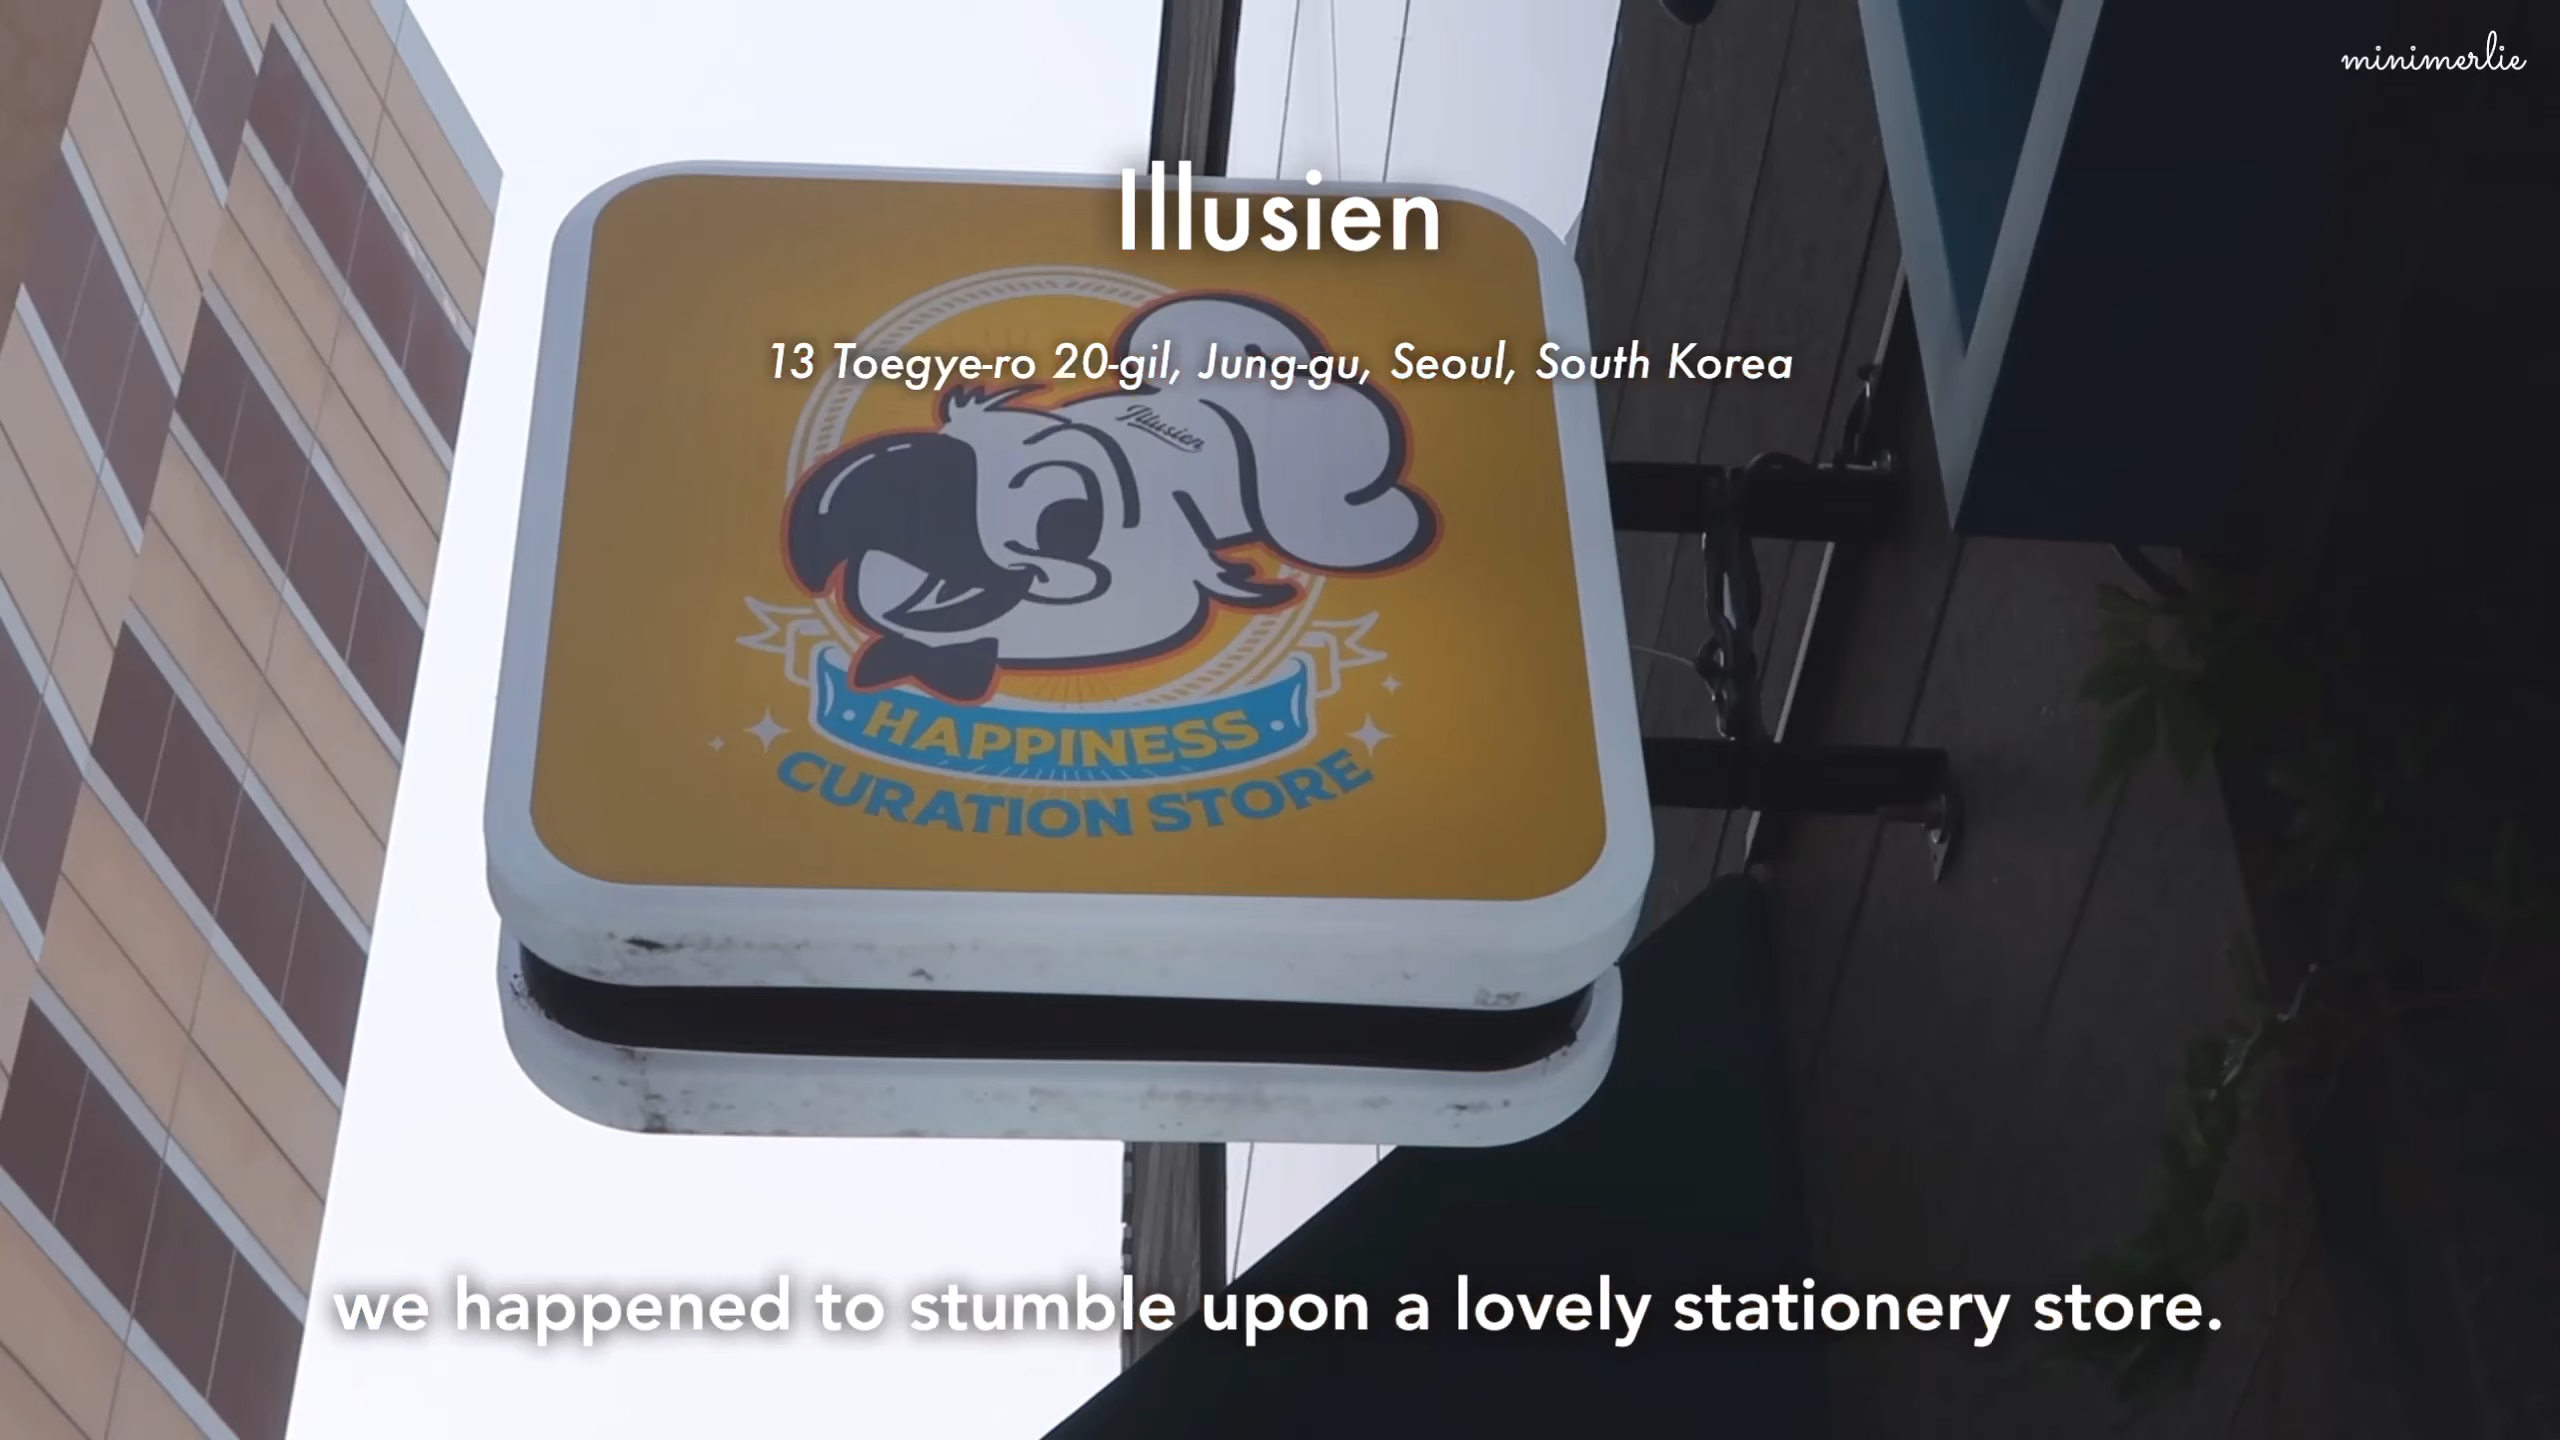 minimerlie
Illusien
13 Toegye-ro 20-gil, Jung-gu, Seoul, South Korea
Illusien
HAPPINESS
CURATION STORE
we happened to stumble upon a lovely stationery store.